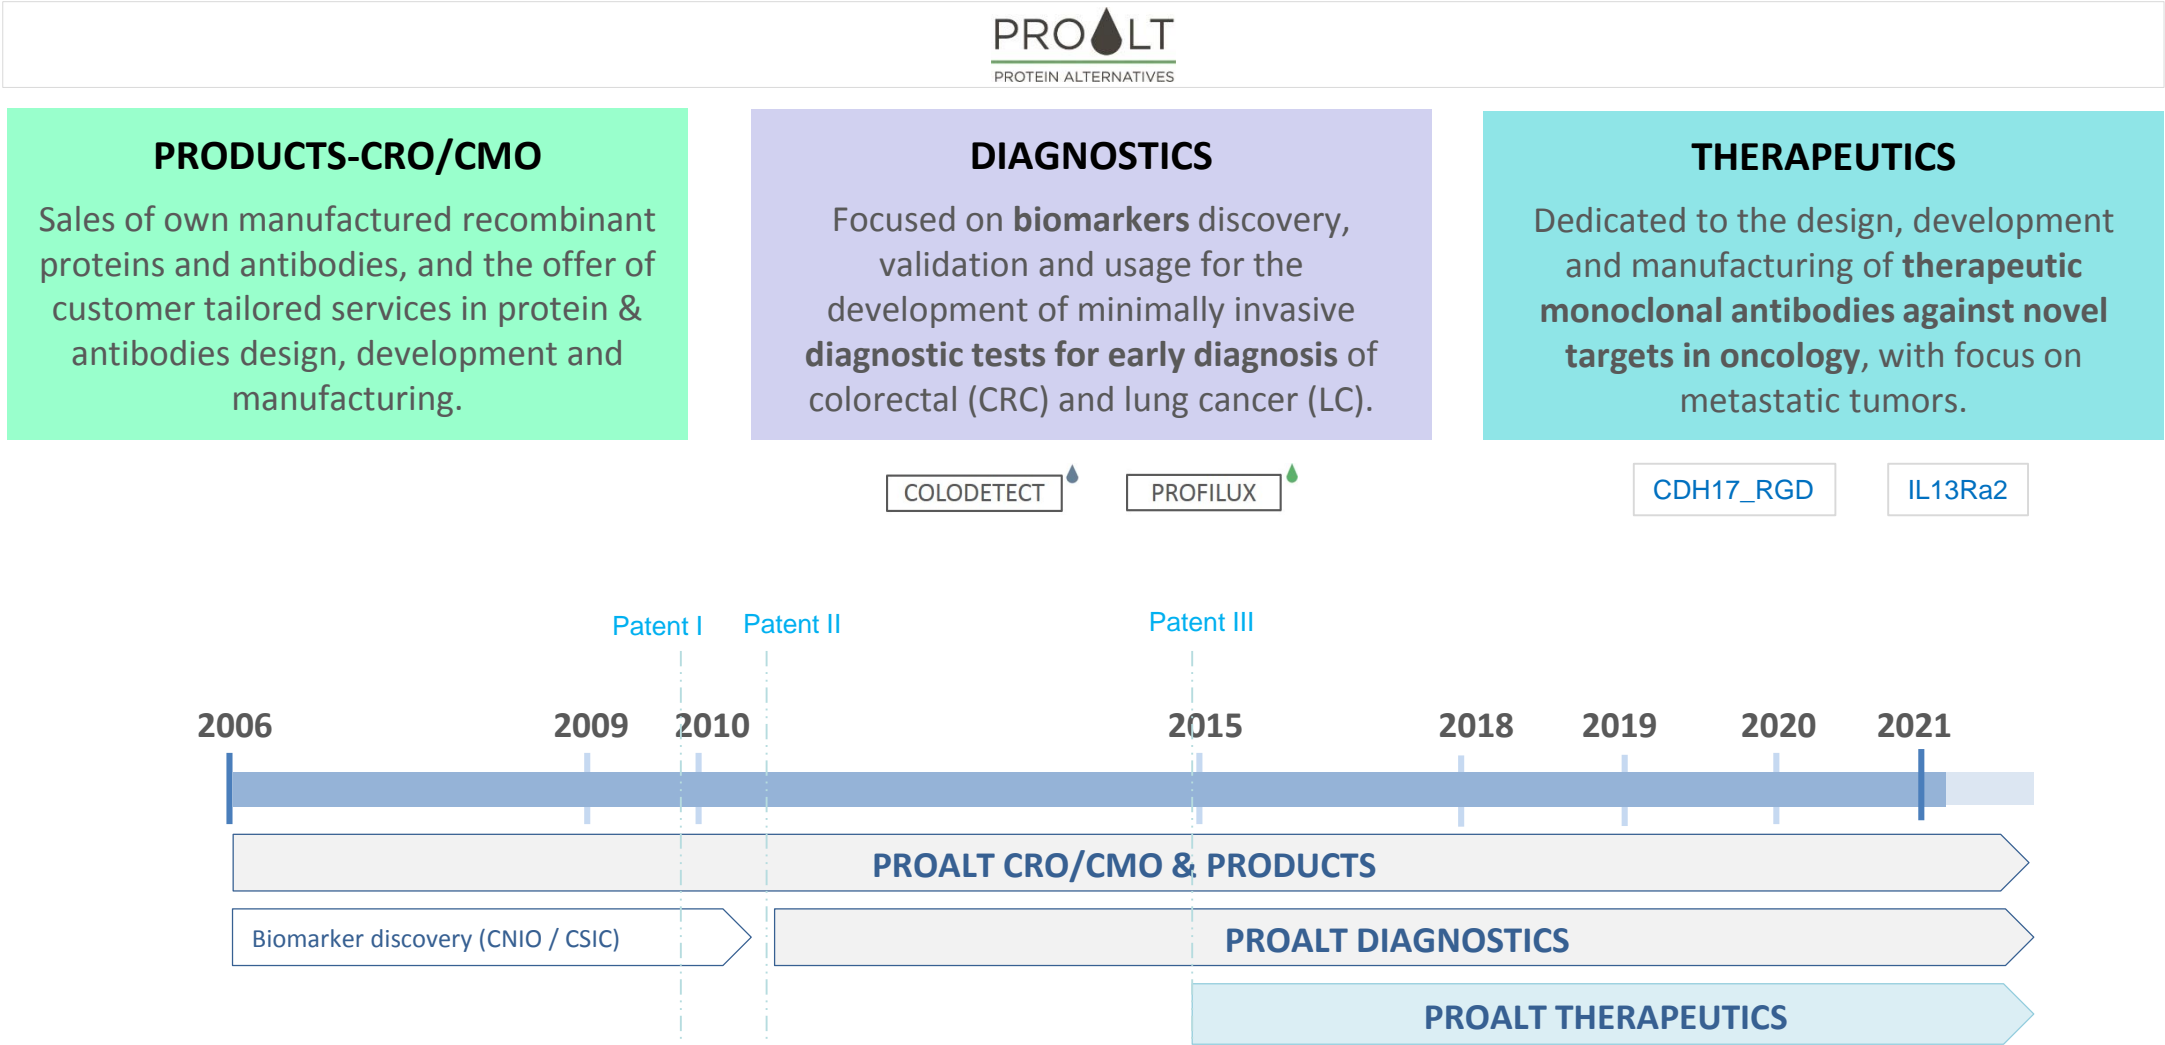 PROALT
PROTEIN ALTERNATIVES
PRODUCTS-CRO/CMO
Sales of own manufactured recombinant
proteins and antibodies, and the offer of
customer tailored services in protein &
antibodies design, development and
manufacturing.
DIAGNOSTICS
Focused on biomarkers discovery,
validation and usage for the
development of minimally invasive
diagnostic tests for early diagnosis of
colorectal (CRC) and lung cancer (LC).
COLODETECT
PROFILUX
THERAPEUTICS
Dedicated to the design, development
and manufacturing of therapeutic
monoclonal antibodies against novel
targets in oncology, with focus on
metastatic tumors.
CDH17_RGD
IL13Ra2
Patent I
Patent II
Patent III
2006
2009
2010
2015
2018
2019
2020
2021
PROALT CRO/CMO & PRODUCTS
Biomarker discovery (CNIO / CSIC)
PROALT DIAGNOSTICS
PROALT THERAPEUTICS